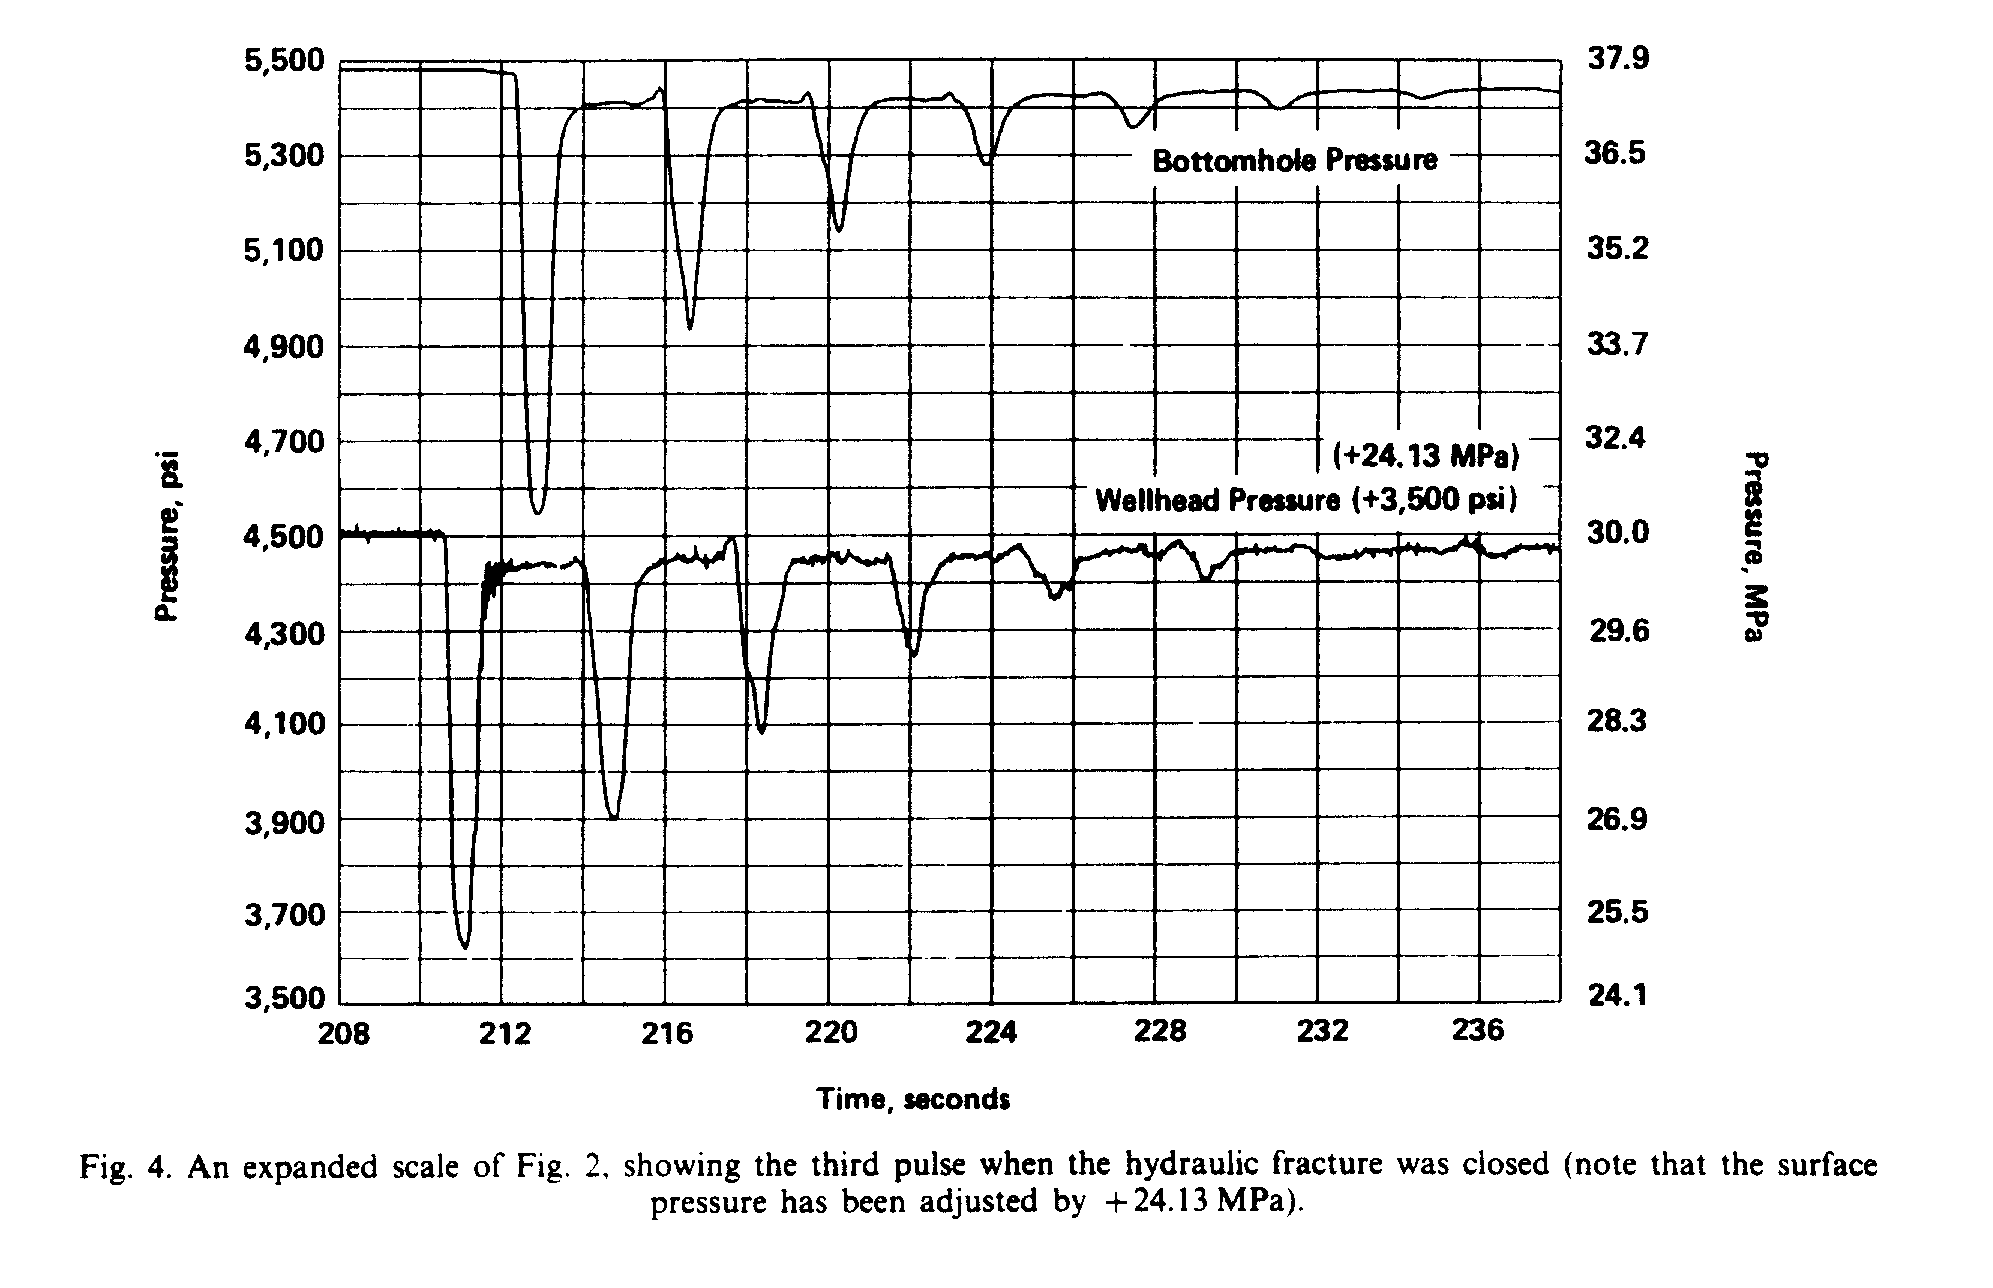 5,500
37.9
5,300
36.5
Bottomhole Pressure
5,100
35.2
4,900
33.7
4,700
32.4
(+24.13 MPa)
Wellhead Pressure (+3,500 psi)
4,500
30.0
Pressure, psi
Pressure, MPa
4,300
29.6
4,100
28.3
3,900
26.9
3,700
25.5
3,500
24.1
208 212 216 220 224 228 232 236
Time, seconds
Fig. 4. An expanded scale of Fig. 2, showing the third pulse when the hydraulic fracture was closed (note that the surface
pressure has been adjusted by +24.13 MPa).